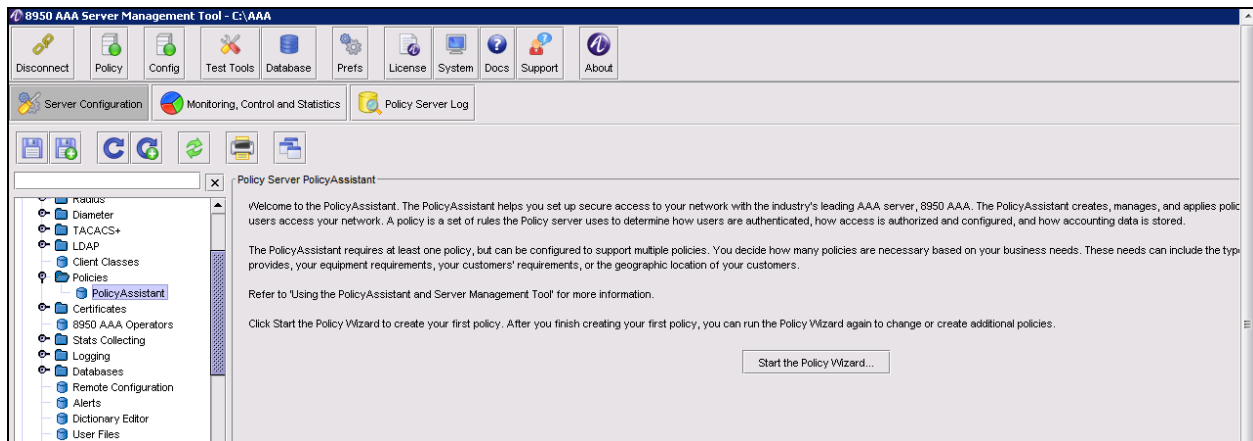 8950 AAA Server Management Tool - C:\AAA
Disconnect Policy Config Test Tools Database Prefs License System Docs Support About
Server Configuration Monitoring, Control and Statistics Policy Server Log
Policy Server PolicyAssistant
Radius
Diameter
TACACS+
LDAP
Client Classes
Policies
PolicyAssistant
Certificates
8950 AAA Operators
Stats Collecting
Logging
Databases
Remote Configuration
Alerts
Dictionary Editor
User Files
Welcome to the PolicyAssistant. The PolicyAssistant helps you set up secure access to your network with the industry's leading AAA server, 8950 AAA. The PolicyAssistant creates, manages, and applies polic
users access your network. A policy is a set of rules the Policy server uses to determine how users are authenticated, how access is authorized and configured, and how accounting data is stored.
The PolicyAssistant requires at least one policy, but can be configured to support multiple policies. You decide how many policies are necessary based on your business needs. These needs can include the typ
provides, your equipment requirements, your customers' requirements, or the geographic location of your customers.
Refer to 'Using the PolicyAssistant and Server Management Tool' for more information.
Click Start the Policy Wizard to create your first policy. After you finish creating your first policy, you can run the Policy Wizard again to change or create additional policies.
Start the Policy Wizard...